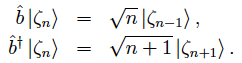 b̂ |ζₙ⟩ = √n |ζₙ₋₁⟩ ,
b̂† |ζₙ⟩ = √(n + 1) |ζₙ₊₁⟩ .